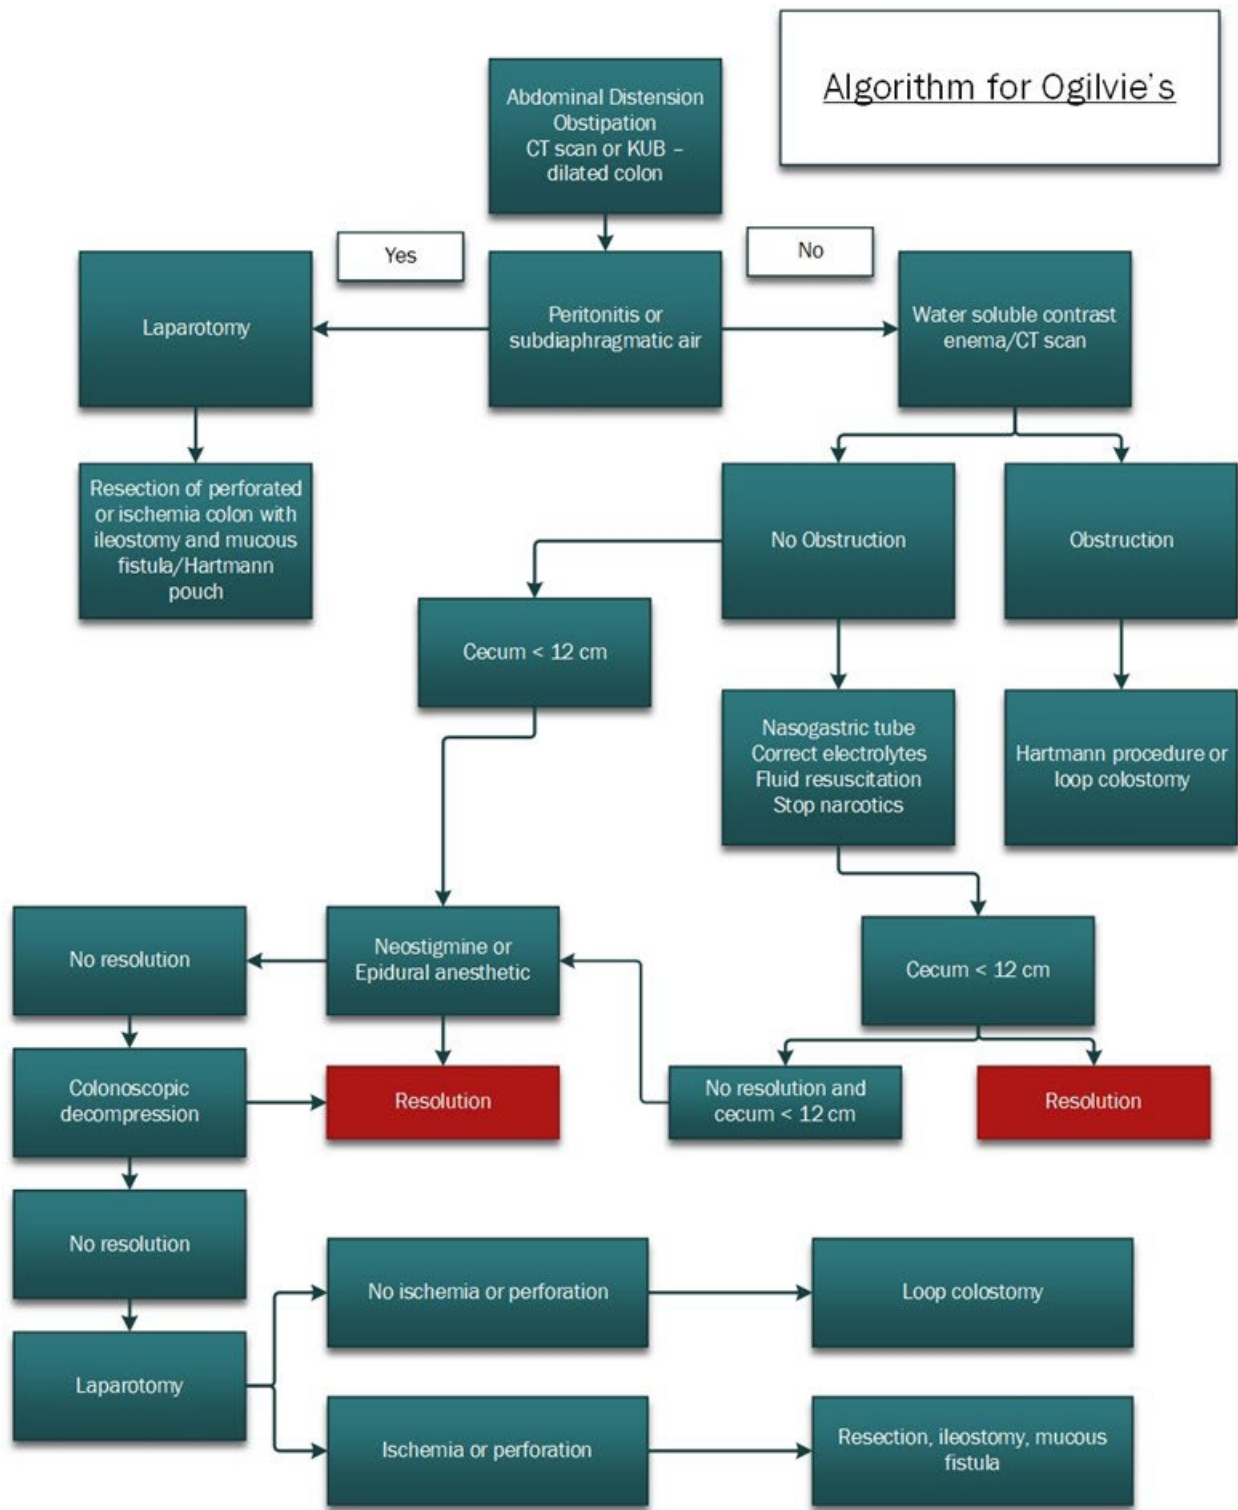 Algorithm for Ogilvie's
Abdominal Distension
Obstipation
CT scan or KUB –
dilated colon
Yes
No
Laparotomy
Peritonitis or
subdiaphragmatic air
Water soluble contrast
enema/CT scan
Resection of perforated
or ischemia colon with
ileostomy and mucous
fistula/Hartmann
pouch
No Obstruction
Obstruction
Cecum < 12 cm
Nasogastric tube
Correct electrolytes
Fluid resuscitation
Stop narcotics
Hartmann procedure or
loop colostomy
No resolution
Neostigmine or
Epidural anesthetic
Cecum < 12 cm
Colonoscopic
decompression
Resolution
No resolution and
cecum < 12 cm
Resolution
No resolution
No ischemia or perforation
Loop colostomy
Laparotomy
Ischemia or perforation
Resection, ileostomy, mucous
fistula